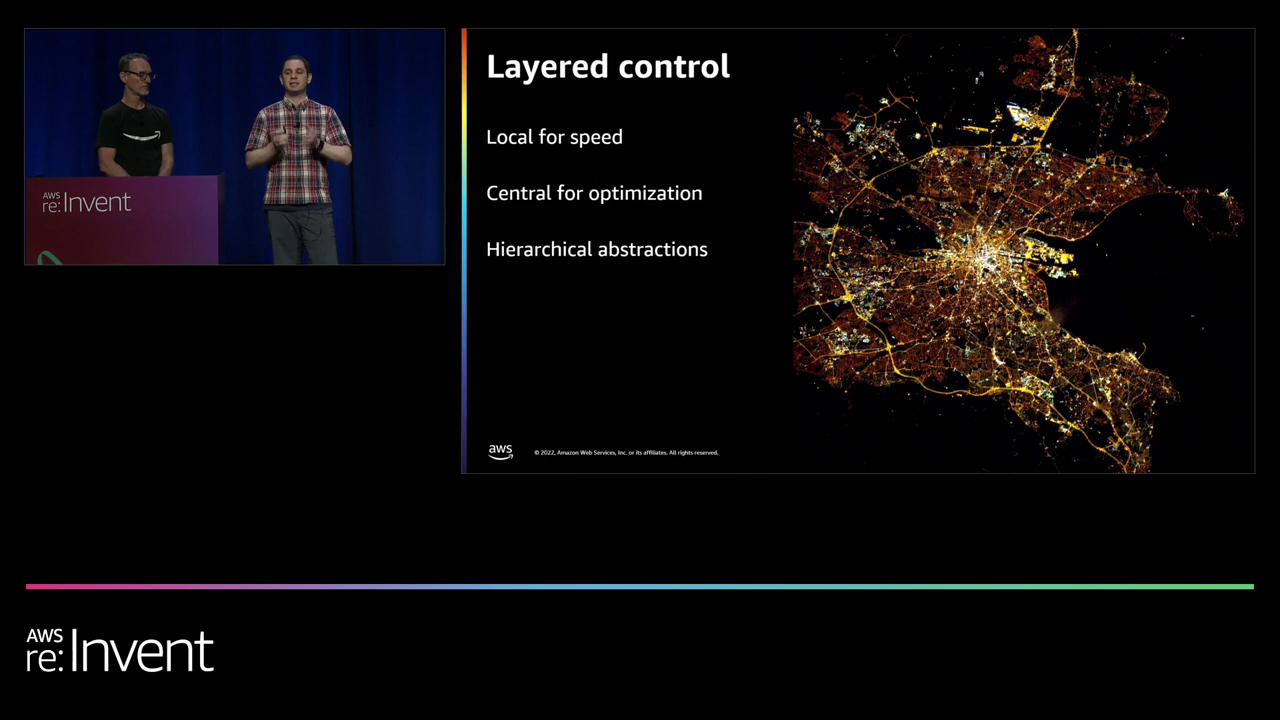 AWS
re:Invent
Layered control
Local for speed
Central for optimization
Hierarchical abstractions
aws
© 2022, Amazon Web Services, Inc. or its affiliates. All rights reserved.
AWS
re:Invent